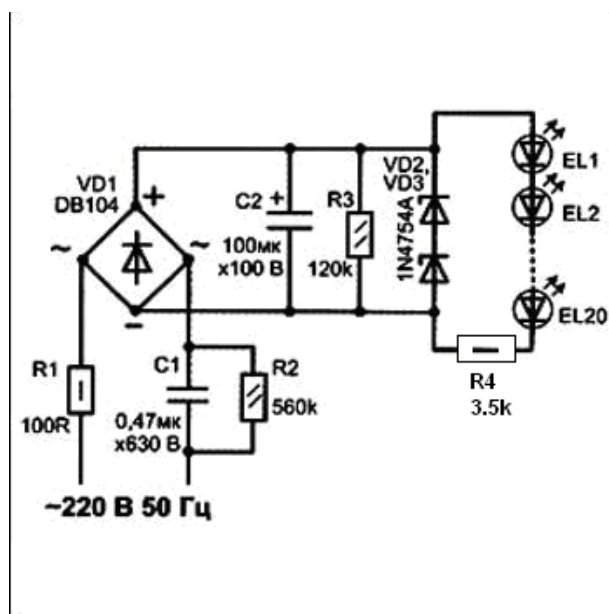 VD1
DB104
+
~
~
−
C2 +
100мк
x100 В
R3
120k
VD2,
VD3
1N4754A
EL1
EL2
EL20
R4
3.5k
R1
100R
C1
0,47мк
x630 В
R2
560k
~220 В 50 Гц